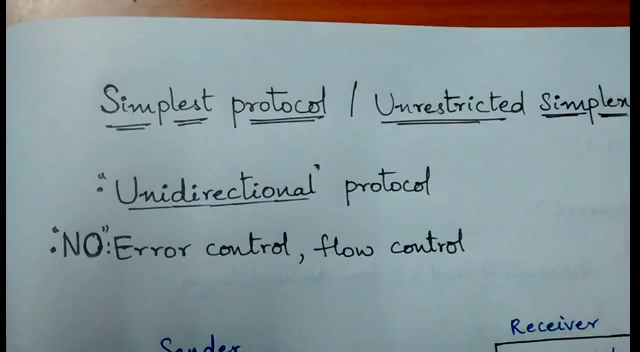 Simplest protocol / Unrestricted Simplex
: "Unidirectional" protocol
: "NO": Error control, flow control
Sender
Receiver